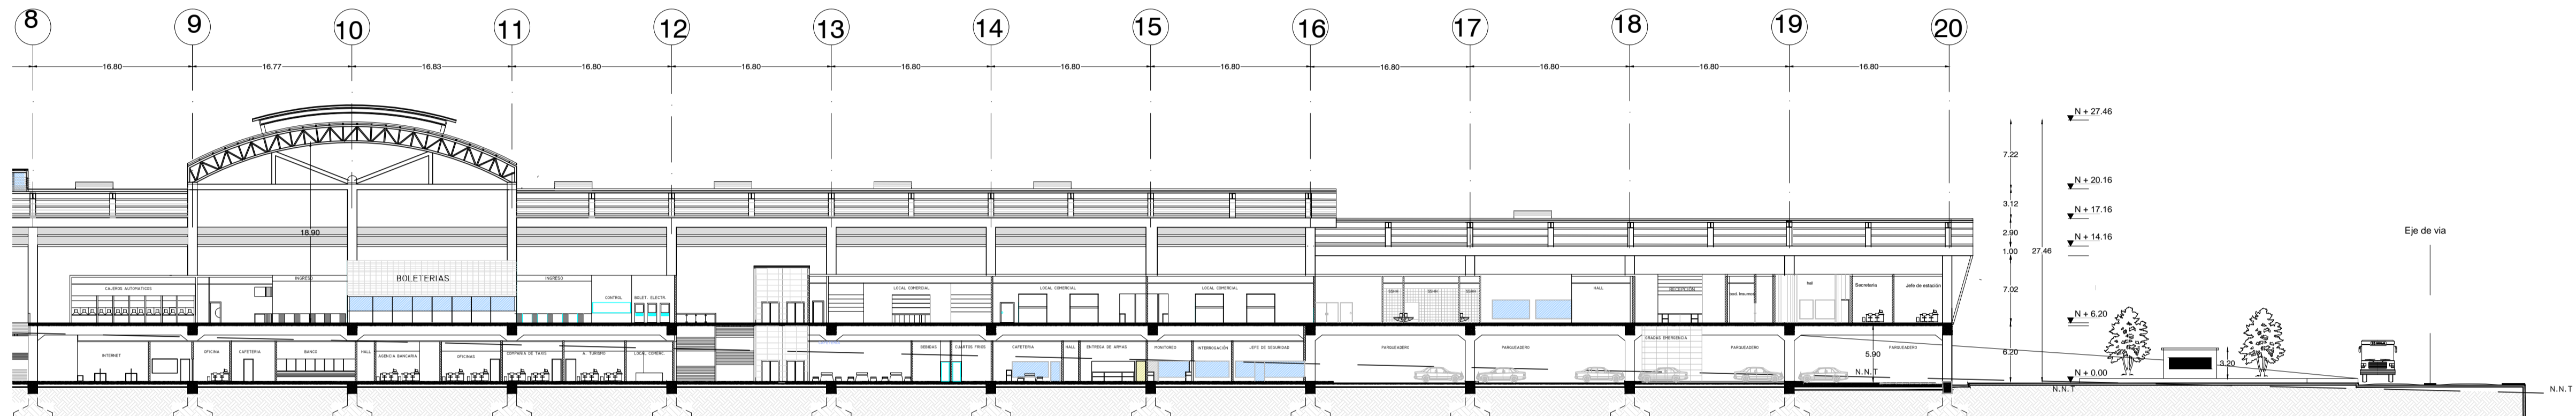 8 9 10 11 12 13 14 15 16 17 18 19 20
16.80 16.77 16.83 16.80 16.80 16.80 16.80 16.80 16.80 16.80 16.80 16.80
N + 27.46
7.22
N + 20.16
3.12
N + 17.16
2.90
N + 14.16
1.00
27.46
7.02
N + 6.20
6.20
N + 0.00
18.90
Eje de via
CAJEROS AUTOMATICOS
INGRESO
BOLETERIAS
INGRESO
CONTROL
BOLET. ELECTR.
LOCAL COMERCIAL
LOCAL COMERCIAL
LOCAL COMERCIAL
SSHH
SSHH
SSHH
HALL
RECEPCIÓN
hall
Secretaria
Jefe de estación
INTERNET
OFICINA
CAFETERIA
BANCO
HALL
AGENCIA BANCARIA
OFICINAS
COMPAÑIA DE TAXIS
A. TURISMO
LOCAL COMERC.
BEBIDAS
CUARTOS FRIOS
CAFETERIA
HALL
ENTREGA DE ARMAS
MONITOREO
INTERROGACIÓN
JEFE DE SEGURIDAD
PARQUEADERO
PARQUEADERO
GRADAS EMERGENCIA
PARQUEADERO
PARQUEADERO
5.90
N.N.T
3.20
N.N.T
N.N.T